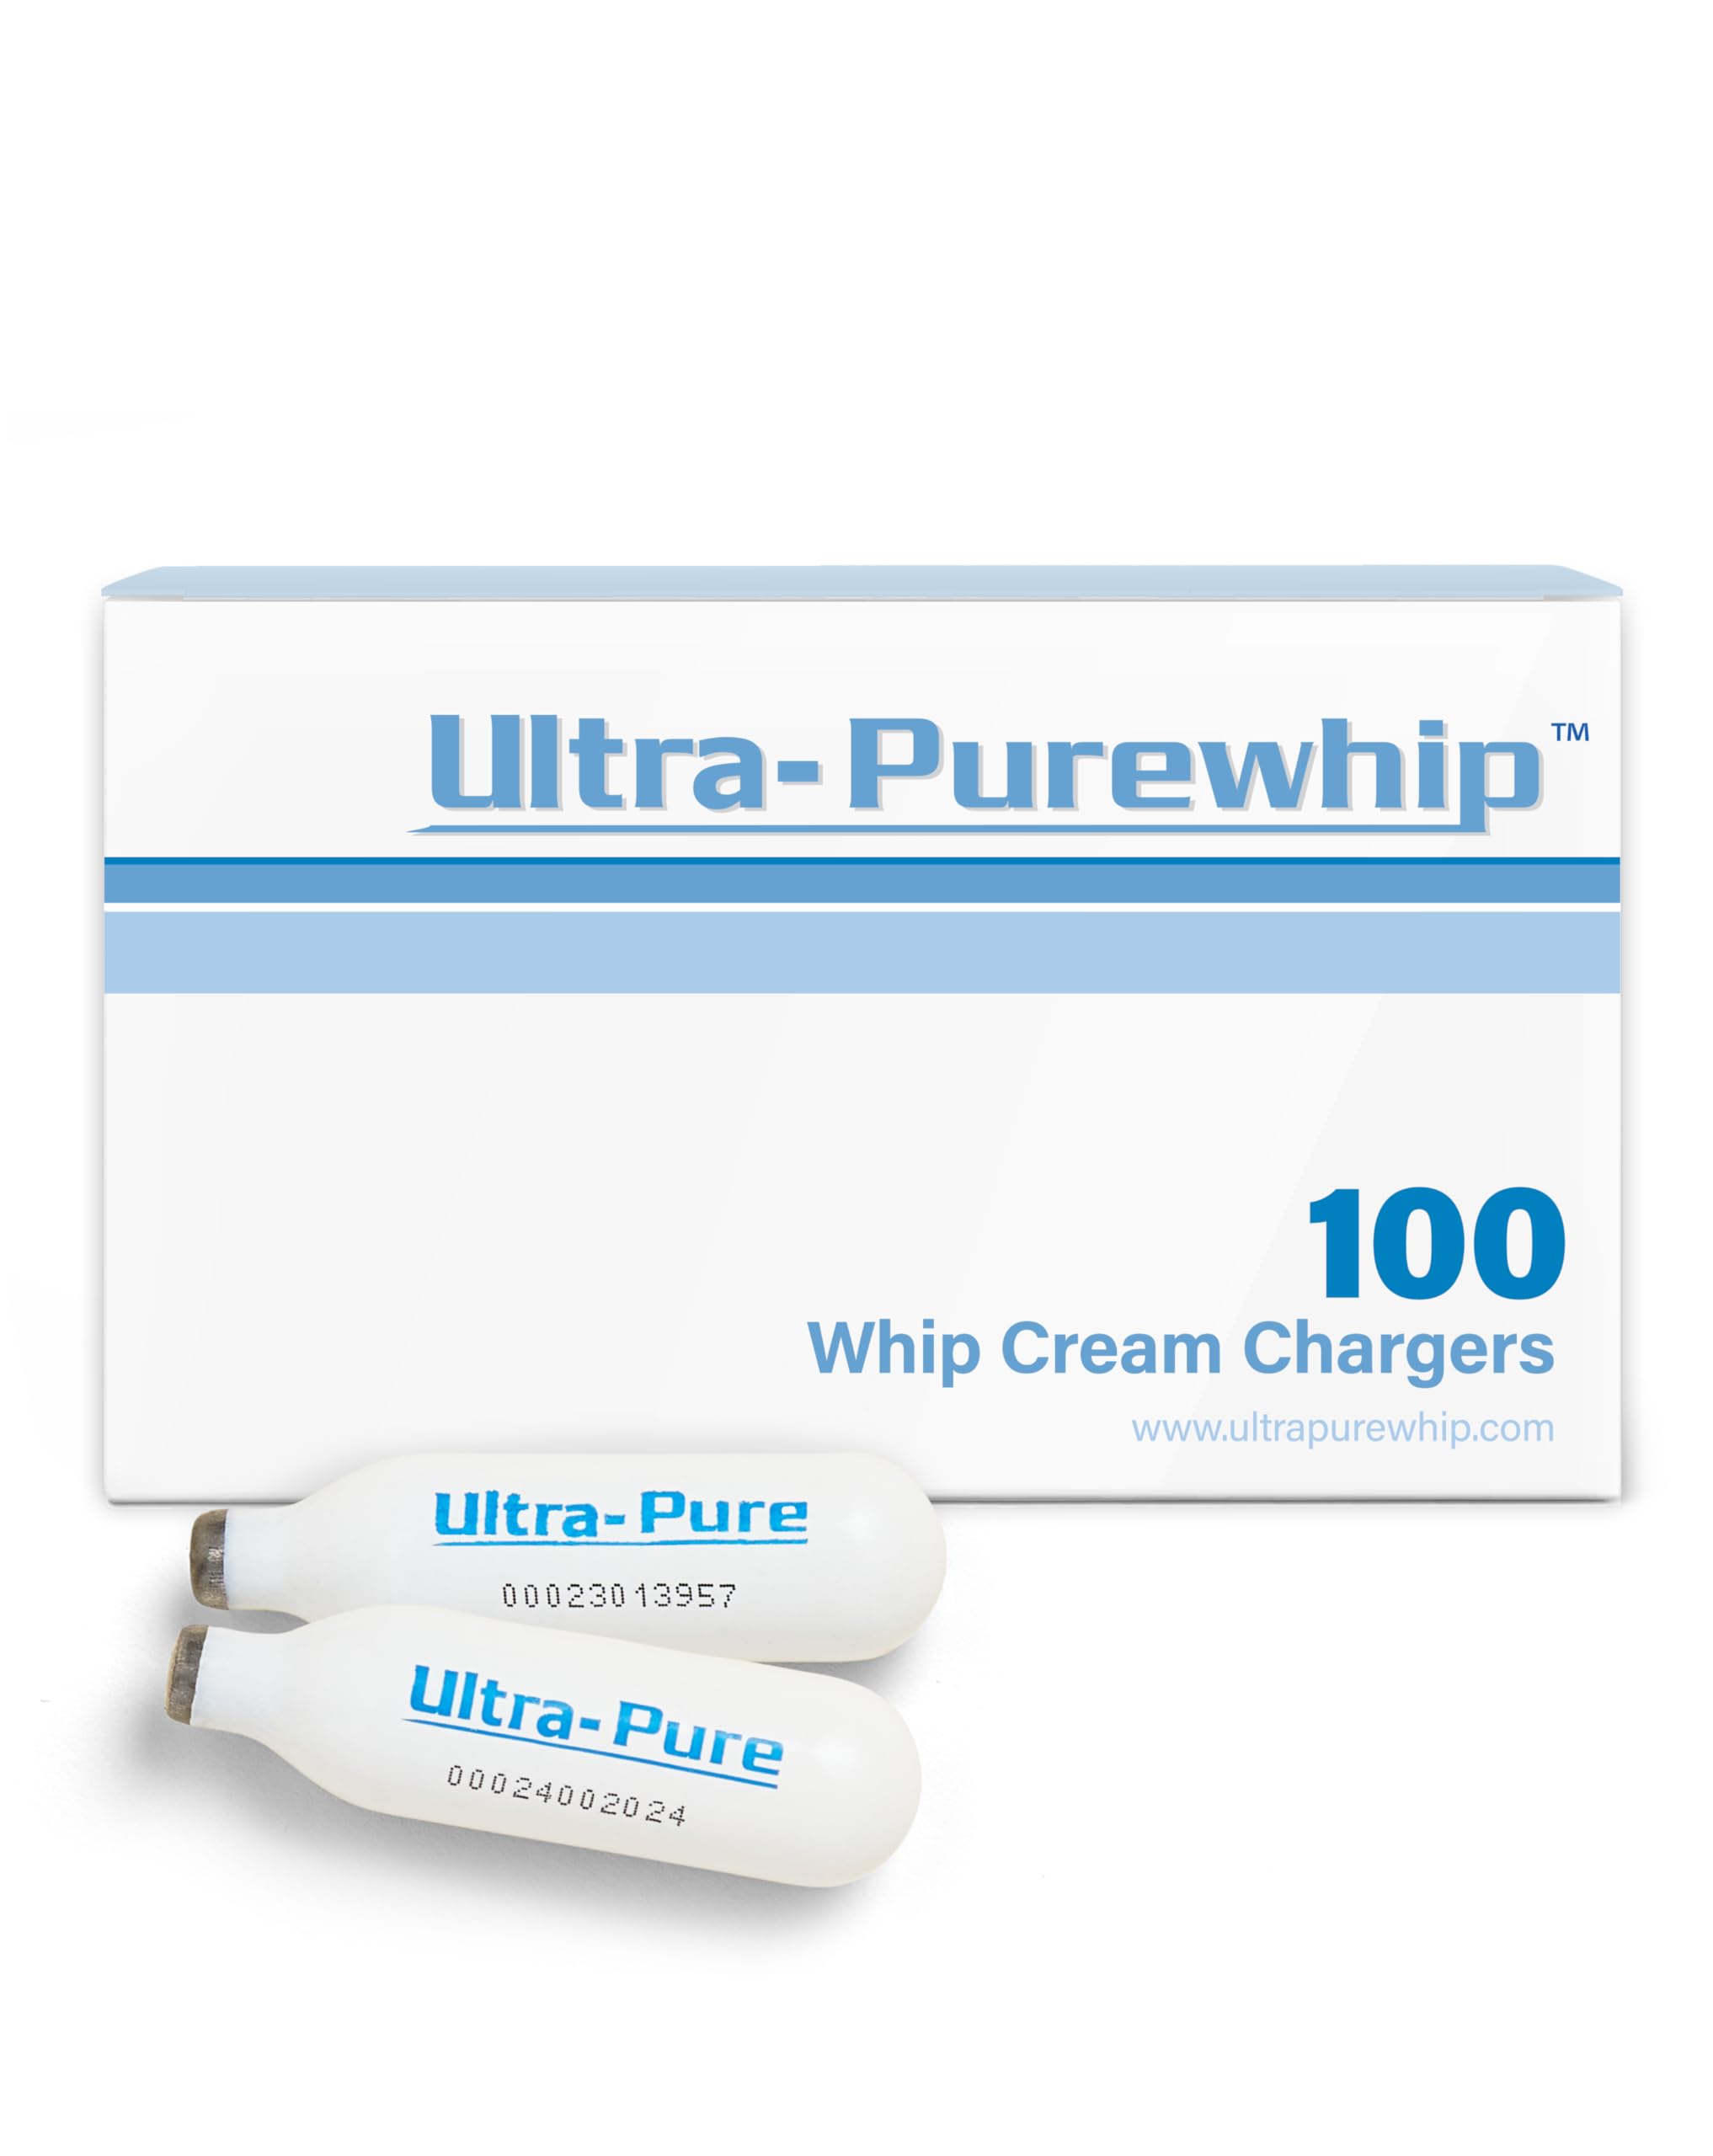 Ultra-Purewhip™
100
Whip Cream Chargers
www.ultrapurewhip.com
Ultra-Pure
00023013957
Ultra-Pure
00024002024